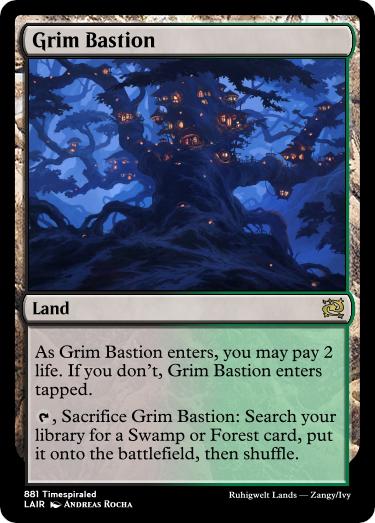 Grim Bastion
Land
As Grim Bastion enters, you may pay 2
life. If you don't, Grim Bastion enters
tapped.
, Sacrifice Grim Bastion: Search your
library for a Swamp or Forest card, put
it onto the battlefield, then shuffle.
881 Timespiraled
Ruhigwelt Lands — Zangy/Ivy
LAIR Andreas Rocha